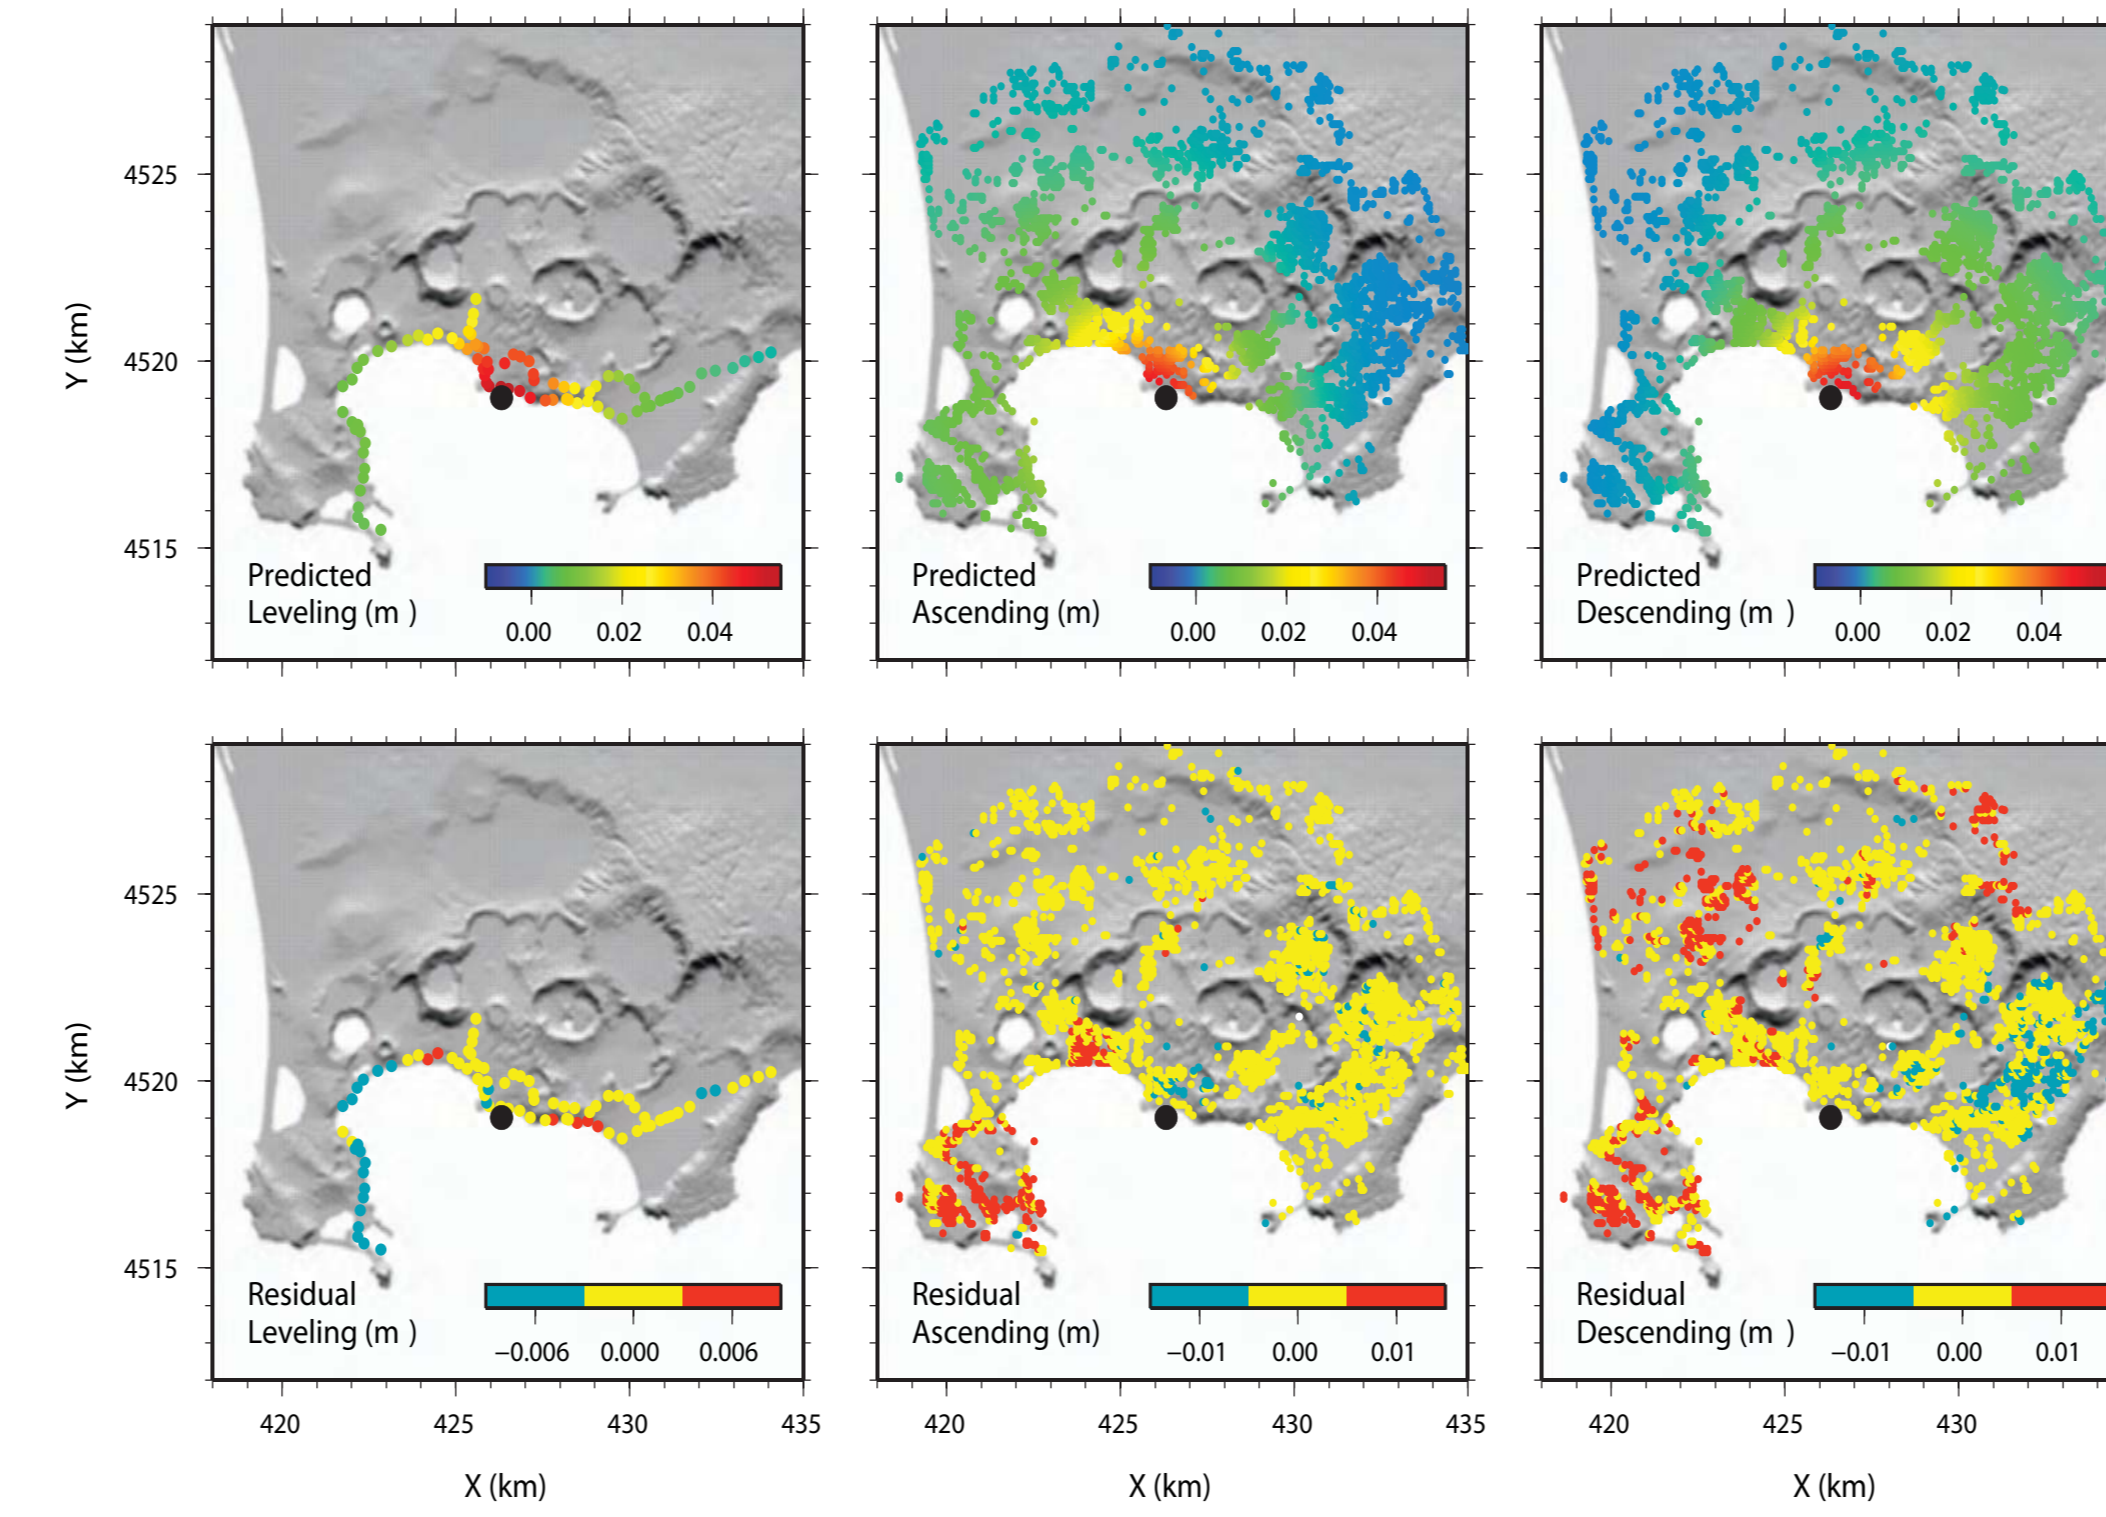 4525
4520
4515
Y (km)
Predicted
Leveling (m )
0.00 0.02 0.04
Predicted
Ascending (m)
0.00 0.02 0.04
Predicted
Descending (m )
0.00 0.02 0.04
4525
4520
4515
Y (km)
Residual
Leveling (m )
−0.006 0.000 0.006
Residual
Ascending (m)
−0.01 0.00 0.01
Residual
Descending (m )
−0.01 0.00 0.01
420 425 430 435
420 425 430 435
420 425 430
X (km)
X (km)
X (km)